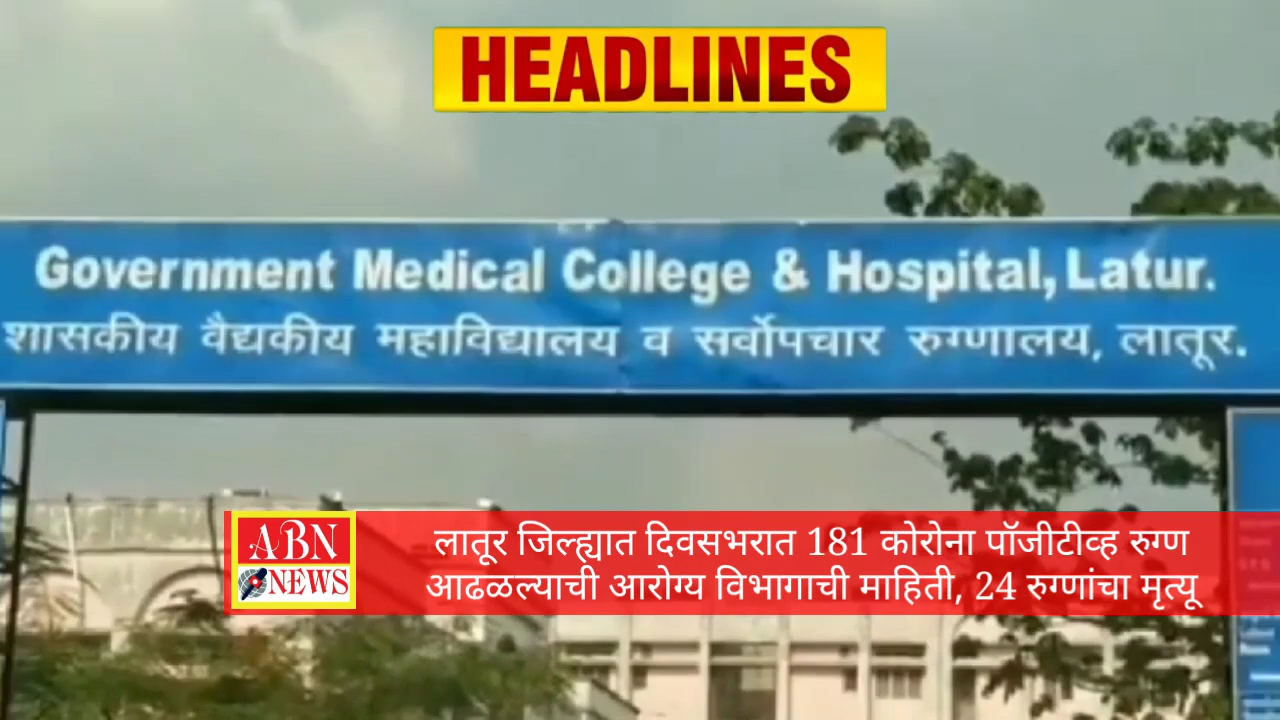 HEADLINES
Government Medical College & Hospital, Latur.
शासकीय वैद्यकीय महाविद्यालय व सर्वोपचार रुग्णालय, लातूर.
ABN
NEWS
लातूर जिल्ह्यात दिवसभरात 181 कोरोना पॉजीटीव्ह रुग्ण
आढळल्याची आरोग्य विभागाची माहिती, 24 रुग्णांचा मृत्यू